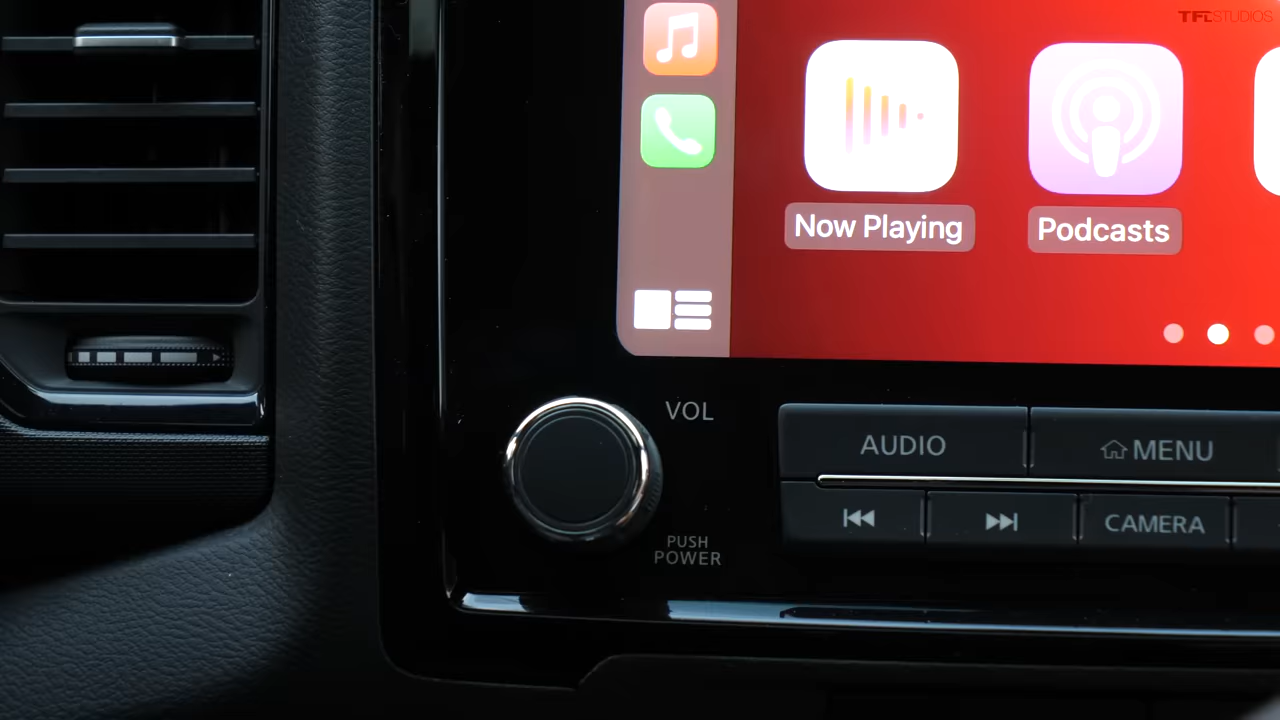 TFLSTUDIOS
Now Playing
Podcasts
VOL
AUDIO
MENU
CAMERA
PUSH
POWER